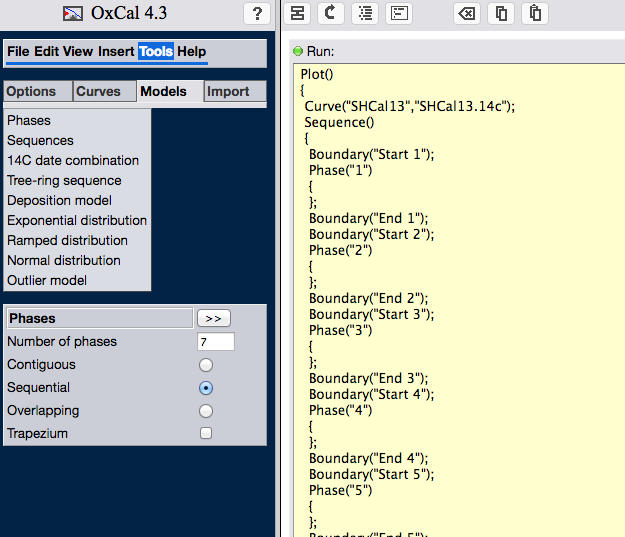 OxCal 4.3
?
File Edit View Insert Tools Help
Options Curves Models Import
Phases
Sequences
14C date combination
Tree-ring sequence
Deposition model
Exponential distribution
Ramped distribution
Normal distribution
Outlier model
Phases >>
Number of phases 7
Contiguous
Sequential
Overlapping
Trapezium
Run:
Plot()
{
Curve("SHCal13","SHCal13.14c");
Sequence()
{
Boundary("Start 1");
Phase("1")
{
};
Boundary("End 1");
Boundary("Start 2");
Phase("2")
{
};
Boundary("End 2");
Boundary("Start 3");
Phase("3")
{
};
Boundary("End 3");
Boundary("Start 4");
Phase("4")
{
};
Boundary("End 4");
Boundary("Start 5");
Phase("5")
{
};
Boundary("End 5");